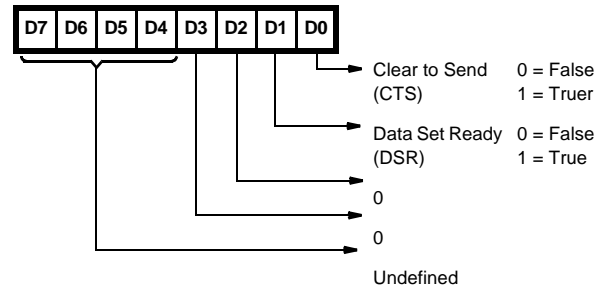 D7 D6 D5 D4 D3 D2 D1 D0
Clear to Send 0 = False
(CTS) 1 = Truer
Data Set Ready 0 = False
(DSR) 1 = True
0
0
Undefined